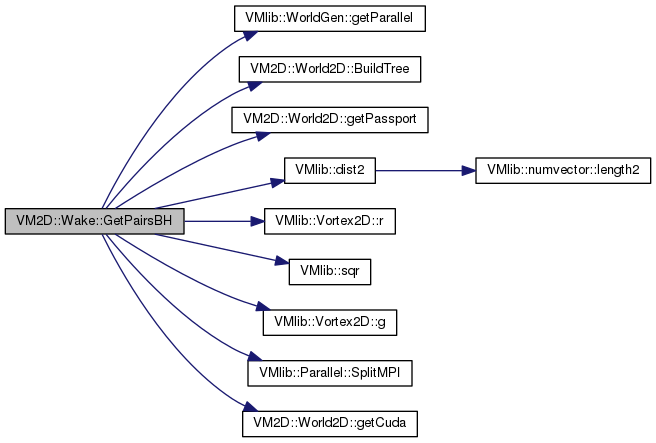 VMlib::WorldGen::getParallel
VM2D::World2D::BuildTree
VM2D::World2D::getPassport
VMlib::dist2
VMlib::numvector::length2
VM2D::Wake::GetPairsBH
VMlib::Vortex2D::r
VMlib::sqr
VMlib::Vortex2D::g
VMlib::Parallel::SplitMPI
VM2D::World2D::getCuda